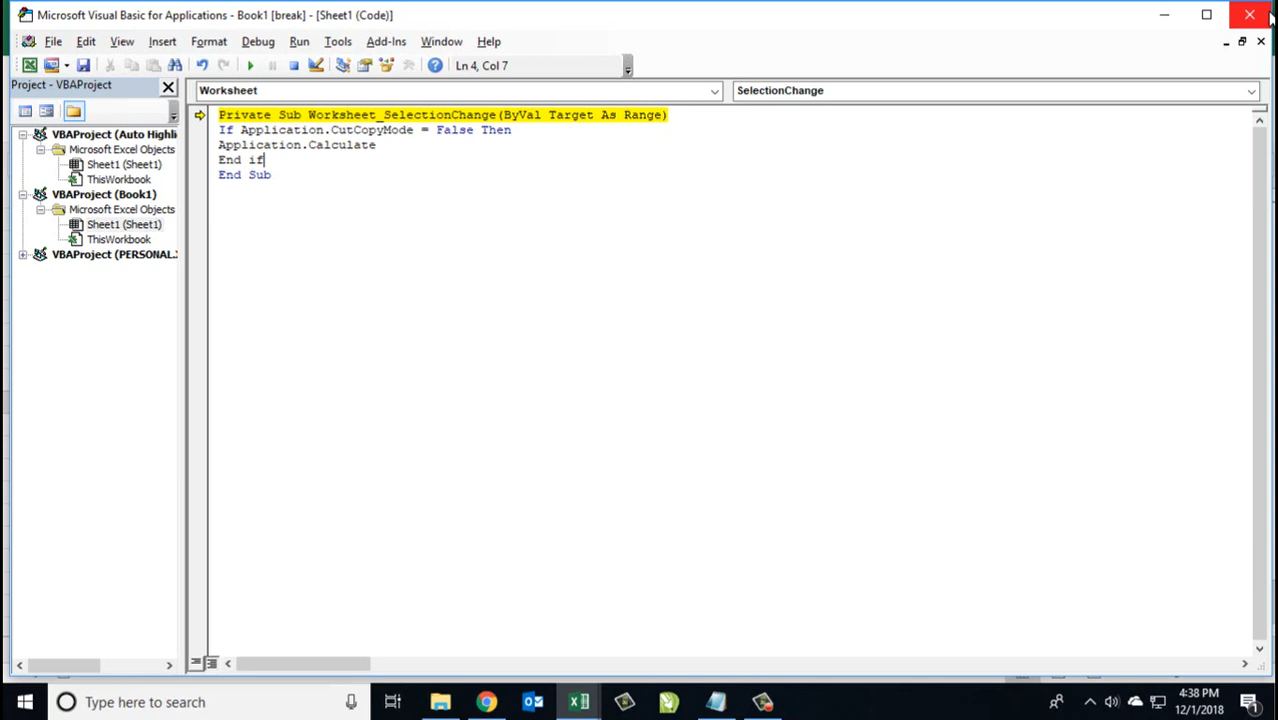 Microsoft Visual Basic for Applications - Book1 [break] - [Sheet1 (Code)]
File Edit View Insert Format Debug Run Tools Add-Ins Window Help
Ln 4, Col 7
Project - VBAProject
Worksheet
SelectionChange
VBAProject (Auto Highli
Microsoft Excel Objects
Sheet1 (Sheet1)
ThisWorkbook
VBAProject (Book1)
Microsoft Excel Objects
Sheet1 (Sheet1)
ThisWorkbook
VBAProject (PERSONAL.
Private Sub Worksheet_SelectionChange(ByVal Target As Range)
If Application.CutCopyMode = False Then
Application.Calculate
End if
End Sub
Type here to search
4:38 PM
12/1/2018
1